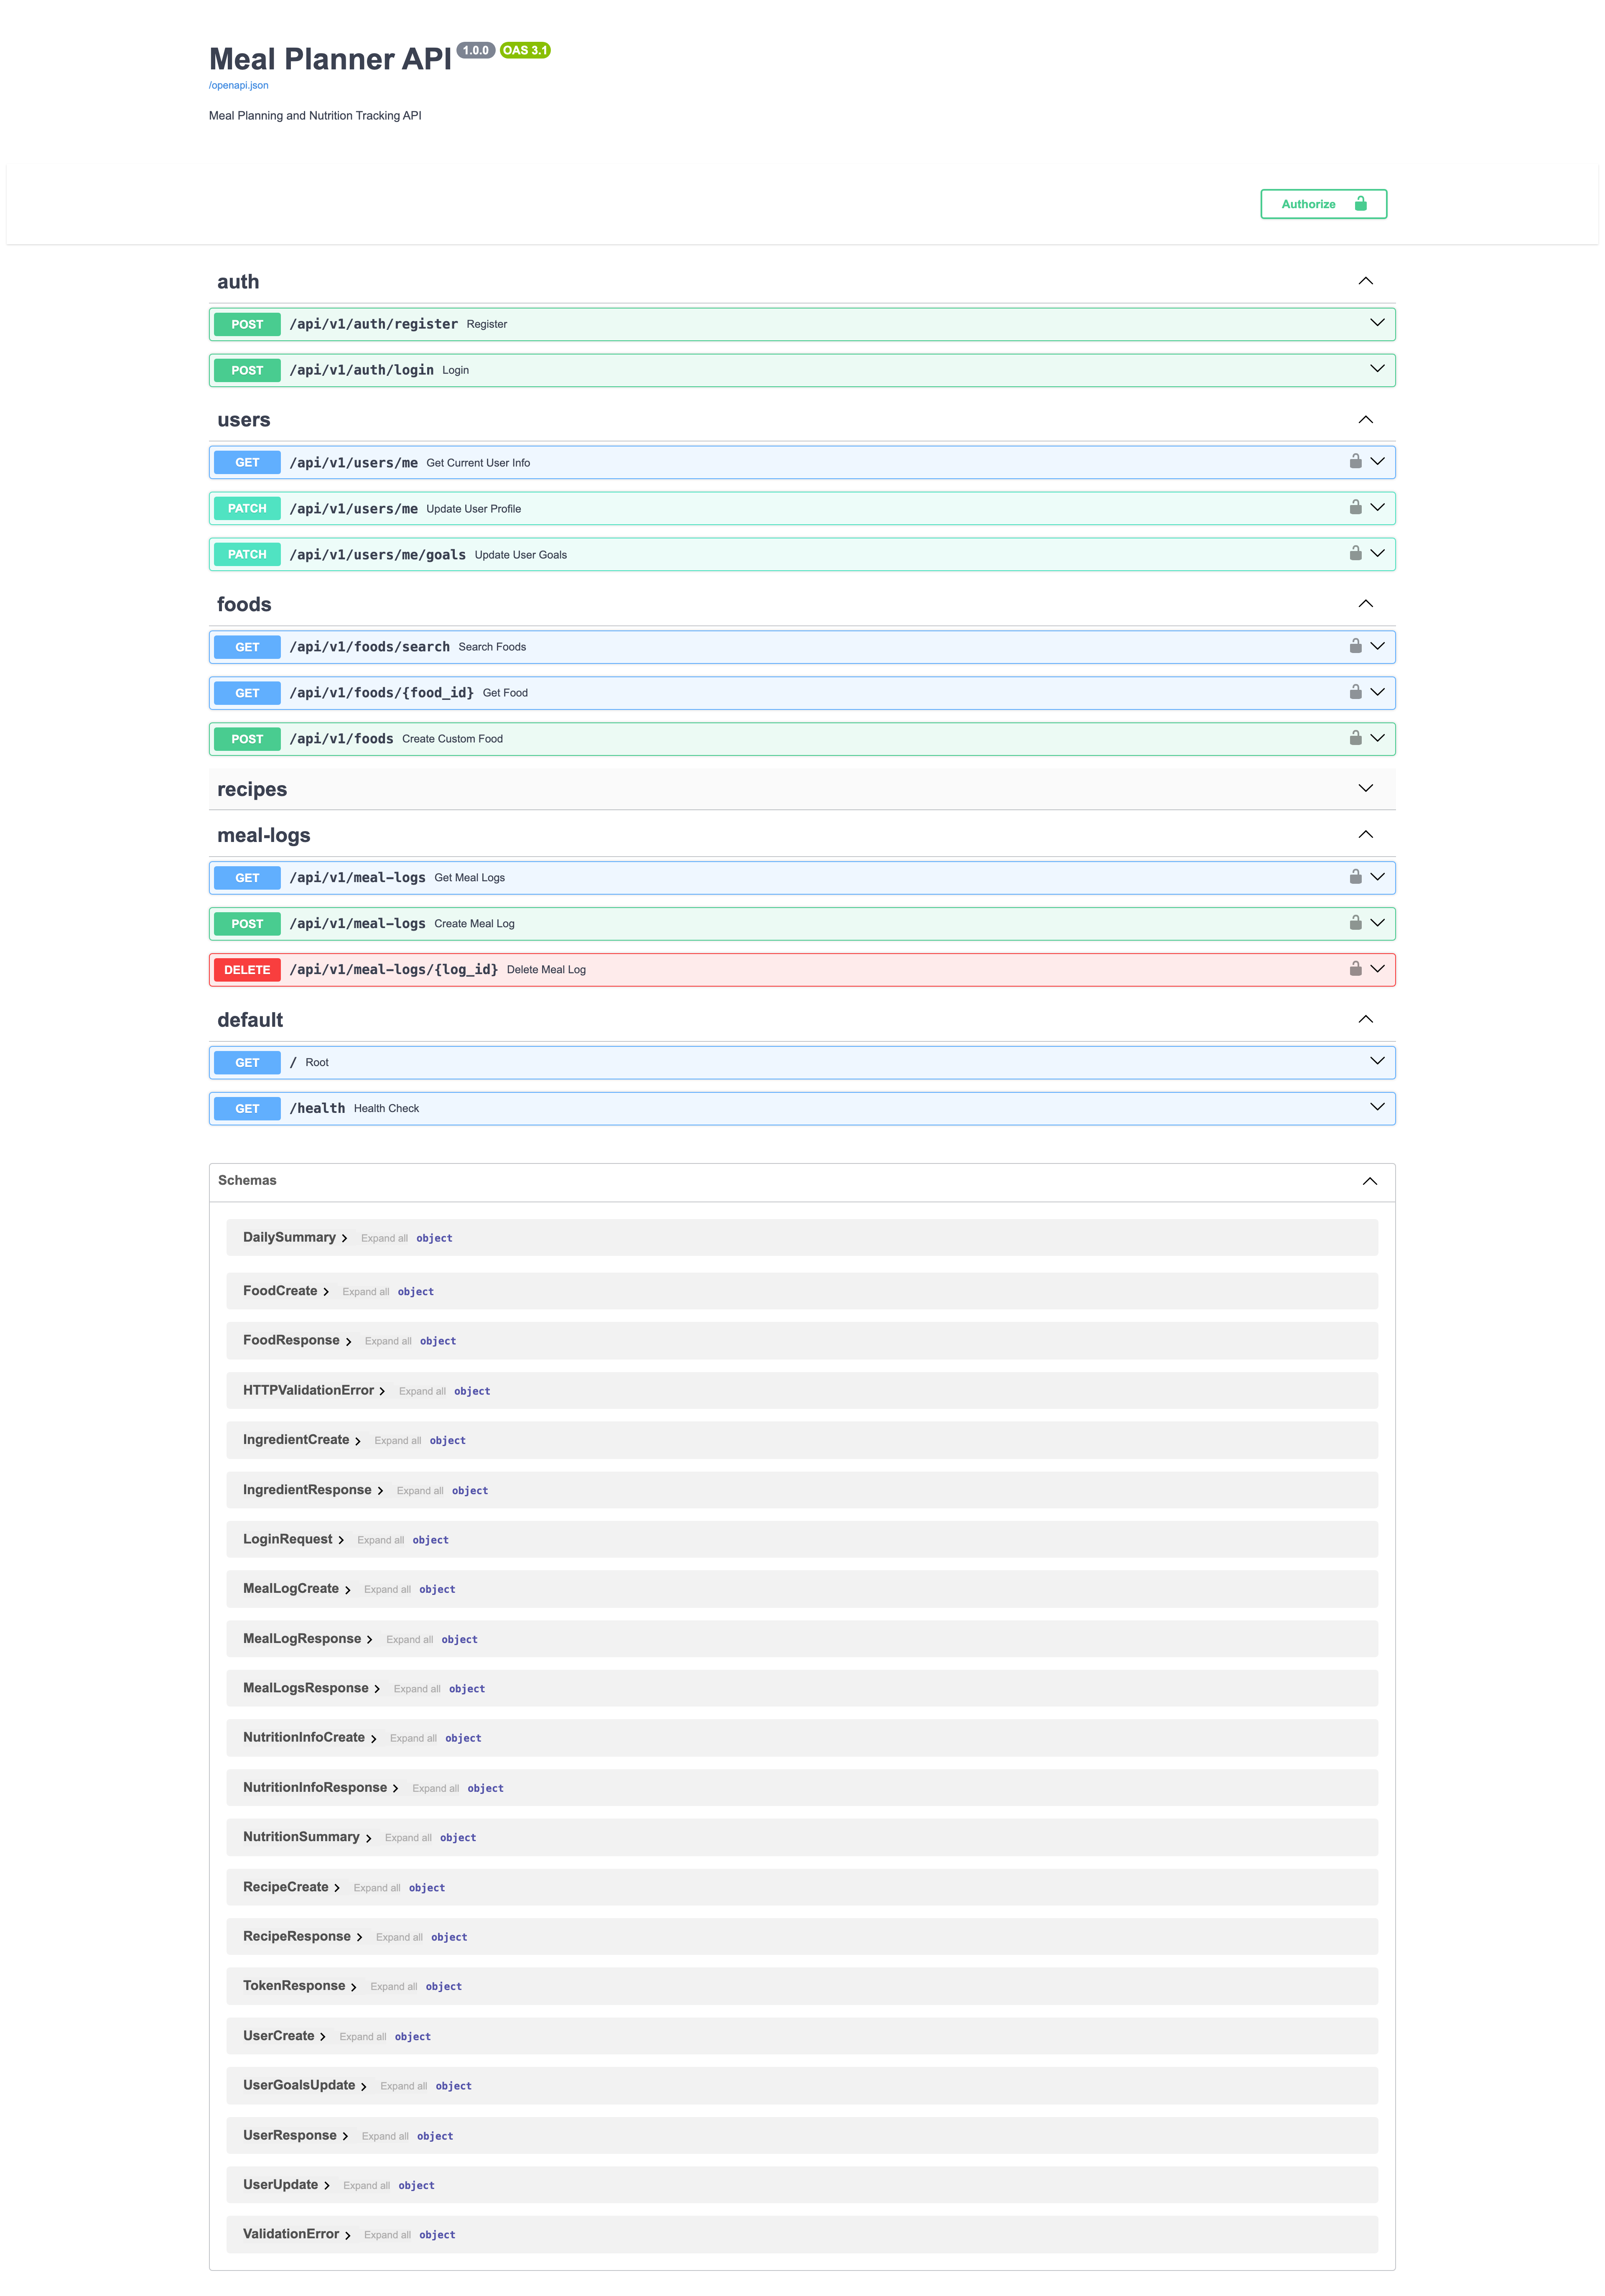 Meal Planner API 1.0.0 OAS 3.1
/openapi.json
Meal Planning and Nutrition Tracking API
Authorize
auth
POST /api/v1/auth/register Register
POST /api/v1/auth/login Login
users
GET /api/v1/users/me Get Current User Info
PATCH /api/v1/users/me Update User Profile
PATCH /api/v1/users/me/goals Update User Goals
foods
GET /api/v1/foods/search Search Foods
GET /api/v1/foods/{food_id} Get Food
POST /api/v1/foods Create Custom Food
recipes
meal-logs
GET /api/v1/meal-logs Get Meal Logs
POST /api/v1/meal-logs Create Meal Log
DELETE /api/v1/meal-logs/{log_id} Delete Meal Log
default
GET / Root
GET /health Health Check
Schemas
DailySummary Expand all object
FoodCreate Expand all object
FoodResponse Expand all object
HTTPValidationError Expand all object
IngredientCreate Expand all object
IngredientResponse Expand all object
LoginRequest Expand all object
MealLogCreate Expand all object
MealLogResponse Expand all object
MealLogsResponse Expand all object
NutritionInfoCreate Expand all object
NutritionInfoResponse Expand all object
NutritionSummary Expand all object
RecipeCreate Expand all object
RecipeResponse Expand all object
TokenResponse Expand all object
UserCreate Expand all object
UserGoalsUpdate Expand all object
UserResponse Expand all object
UserUpdate Expand all object
ValidationError Expand all object